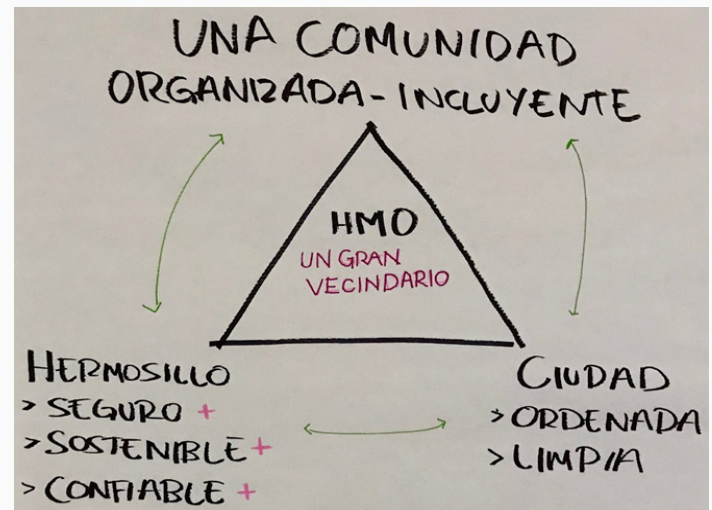 UNA COMUNIDAD
ORGANIZADA - INCLUYENTE
HMO
UN GRAN
VECINDARIO
HERMOSILLO
> SEGURO +
> SOSTENIBLE +
> CONFIABLE +
CIUDAD
> ORDENADA
> LIMPIA